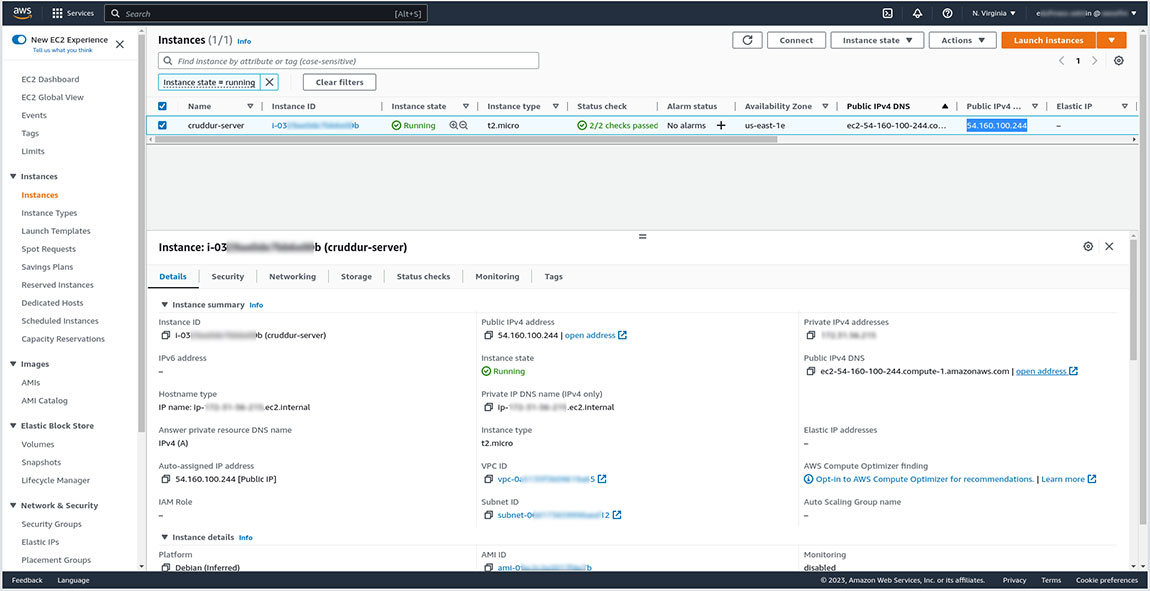 aws Services Search [Alt+S] N. Virginia
New EC2 Experience
Tell us what you think
EC2 Dashboard
EC2 Global View
Events
Tags
Limits
Instances
Instances
Instance Types
Launch Templates
Spot Requests
Savings Plans
Reserved Instances
Dedicated Hosts
Scheduled Instances
Capacity Reservations
Images
AMIs
AMI Catalog
Elastic Block Store
Volumes
Snapshots
Lifecycle Manager
Network & Security
Security Groups
Elastic IPs
Placement Groups
Instances (1/1) Info
Connect Instance state Actions Launch instances
Find instance by attribute or tag (case-sensitive)
1
Instance state = running Clear filters
Name Instance ID Instance state Instance type Status check Alarm status Availability Zone Public IPv4 DNS Public IPv4 ... Elastic IP
cruddur-server i-03 b Running t2.micro 2/2 checks passed No alarms us-east-1e ec2-54-160-100-244.co... 54.160.100.244 –
Instance: i-03 b (cruddur-server)
Details Security Networking Storage Status checks Monitoring Tags
Instance summary Info
Instance ID
i-03 b (cruddur-server)
Public IPv4 address
54.160.100.244 | open address
Private IPv4 addresses
IPv6 address
–
Instance state
Running
Public IPv4 DNS
ec2-54-160-100-244.compute-1.amazonaws.com | open address
Hostname type
IP name: ip- .ec2.internal
Private IP DNS name (IPv4 only)
ip- .ec2.internal
Answer private resource DNS name
IPv4 (A)
Instance type
t2.micro
Elastic IP addresses
–
Auto-assigned IP address
54.160.100.244 [Public IP]
VPC ID
vpc-0 5
AWS Compute Optimizer finding
Opt-in to AWS Compute Optimizer for recommendations. | Learn more
IAM Role
–
Subnet ID
subnet-0 12
Auto Scaling Group name
–
Instance details Info
Platform
Debian (Inferred)
AMI ID
ami-0 b
Monitoring
disabled
Feedback Language © 2023, Amazon Web Services, Inc. or its affiliates. Privacy Terms Cookie preferences